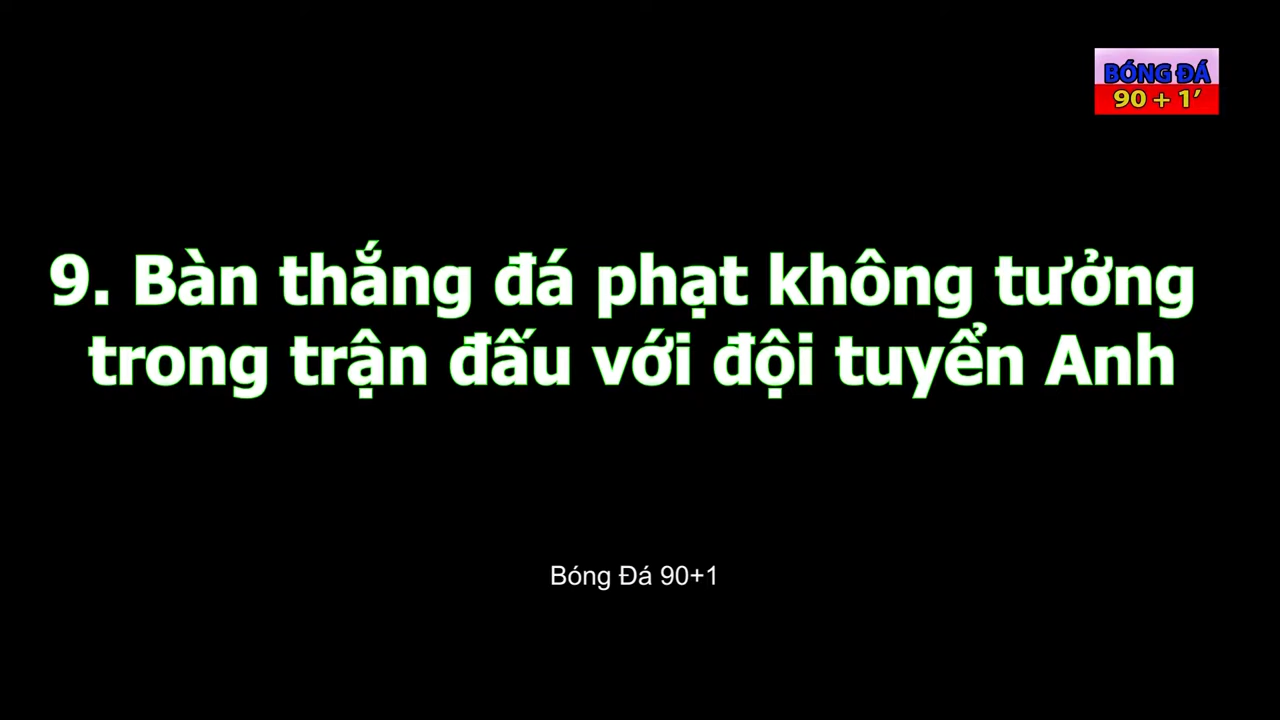 BÓNG ĐÁ
90 + 1’
9. Bàn thắng đá phạt không tưởng
trong trận đấu với đội tuyển Anh
Bóng Đá 90+1